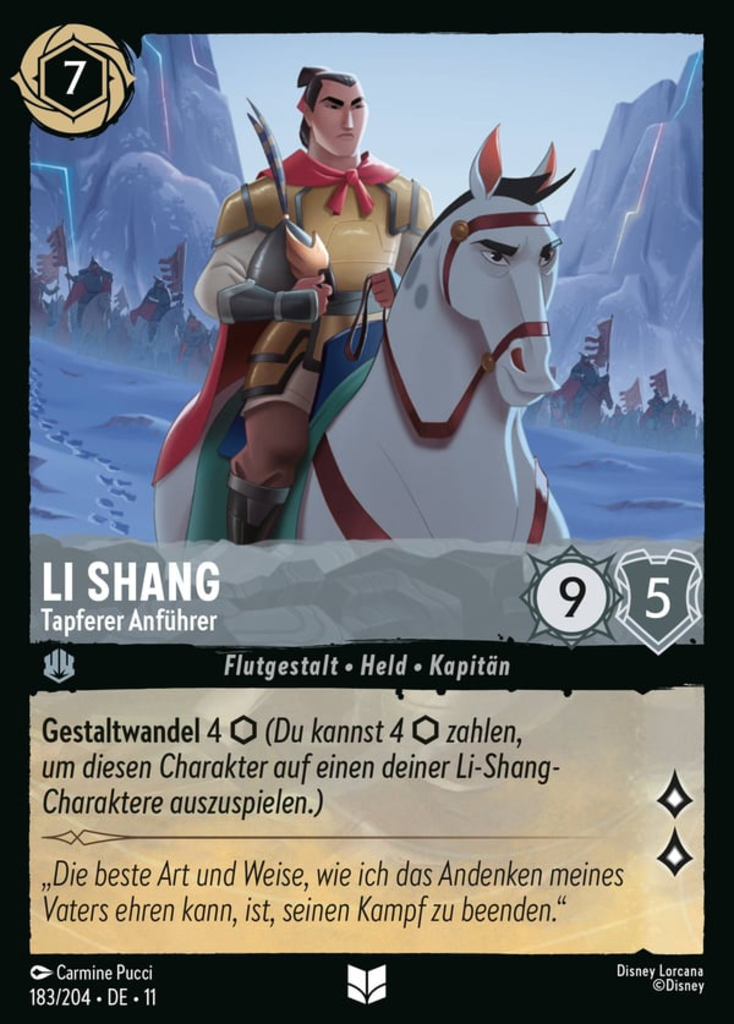 7
LI SHANG
Tapferer Anführer
9
5
Flutgestalt • Held • Kapitän
Gestaltwandel 4 ⬡ (Du kannst 4 ⬡ zahlen,
um diesen Charakter auf einen deiner Li-Shang-
Charaktere auszuspielen.)
„Die beste Art und Weise, wie ich das Andenken meines
Vaters ehren kann, ist, seinen Kampf zu beenden.“
Carmine Pucci
183/204 • DE • 11
Disney Lorcana
©Disney